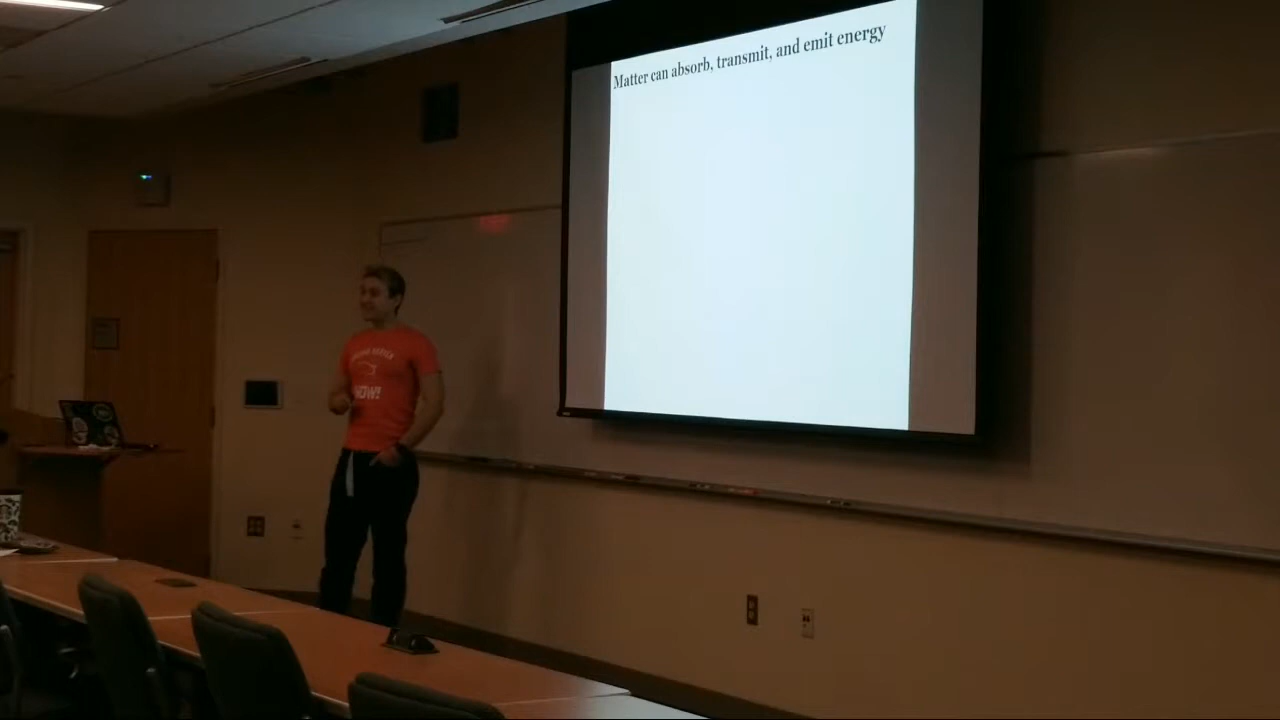 Matter can absorb, transmit, and emit energy
NOW!